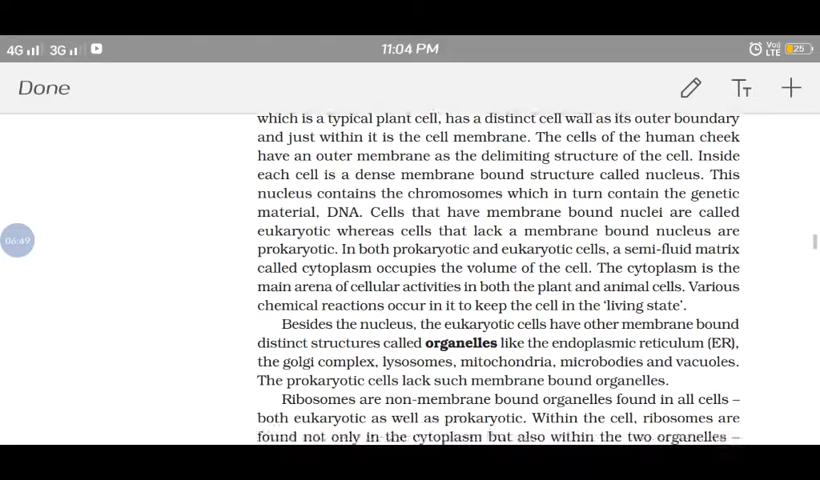 4G 3G 11:04 PM Voij LTE 25
Done TT +
which is a typical plant cell, has a distinct cell wall as its outer boundary
and just within it is the cell membrane. The cells of the human cheek
have an outer membrane as the delimiting structure of the cell. Inside
each cell is a dense membrane bound structure called nucleus. This
nucleus contains the chromosomes which in turn contain the genetic
material, DNA. Cells that have membrane bound nuclei are called
06:49
eukaryotic whereas cells that lack a membrane bound nucleus are
prokaryotic. In both prokaryotic and eukaryotic cells, a semi-fluid matrix
called cytoplasm occupies the volume of the cell. The cytoplasm is the
main arena of cellular activities in both the plant and animal cells. Various
chemical reactions occur in it to keep the cell in the ‘living state’.
Besides the nucleus, the eukaryotic cells have other membrane bound
distinct structures called organelles like the endoplasmic reticulum (ER),
the golgi complex, lysosomes, mitochondria, microbodies and vacuoles.
The prokaryotic cells lack such membrane bound organelles.
Ribosomes are non-membrane bound organelles found in all cells –
both eukaryotic as well as prokaryotic. Within the cell, ribosomes are
found not only in the cytoplasm but also within the two organelles –